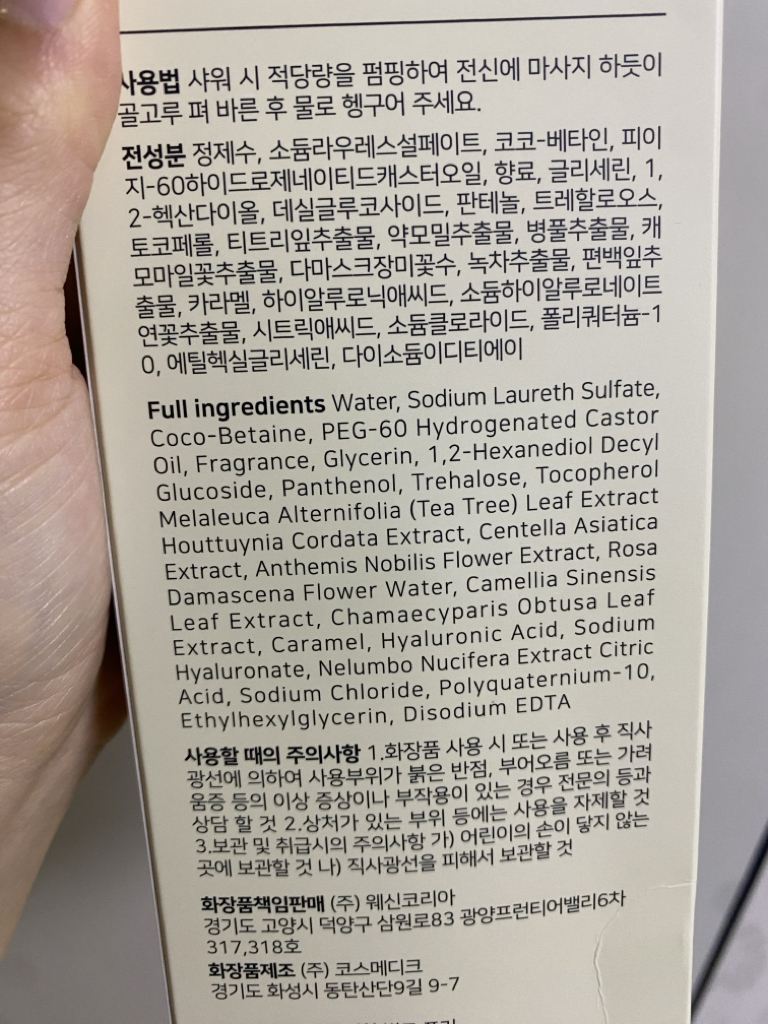 사용법 샤워 시 적당량을 펌핑하여 전신에 마사지 하듯이
골고루 펴 바른 후 물로 헹구어 주세요.
전성분 정제수, 소듐라우레스설페이트, 코코-베타인, 피이
지-60하이드로제네이티드캐스터오일, 향료, 글리세린, 1,
2-헥산다이올, 데실글루코사이드, 판테놀, 트레할로오스,
토코페롤, 티트리잎추출물, 약모밀추출물, 병풀추출물, 캐
모마일꽃추출물, 다마스크장미꽃수, 녹차추출물, 편백잎추
출물, 카라멜, 하이알루로닉애씨드, 소듐하이알루로네이트
연꽃추출물, 시트릭애씨드, 소듐클로라이드, 폴리쿼터늄-1
0, 에틸헥실글리세린, 다이소듐이디티에이
Full ingredients Water, Sodium Laureth Sulfate,
Coco-Betaine, PEG-60 Hydrogenated Castor
Oil, Fragrance, Glycerin, 1,2-Hexanediol Decyl
Glucoside, Panthenol, Trehalose, Tocopherol
Melaleuca Alternifolia (Tea Tree) Leaf Extract
Houttuynia Cordata Extract, Centella Asiatica
Extract, Anthemis Nobilis Flower Extract, Rosa
Damascena Flower Water, Camellia Sinensis
Leaf Extract, Chamaecyparis Obtusa Leaf
Extract, Caramel, Hyaluronic Acid, Sodium
Hyaluronate, Nelumbo Nucifera Extract Citric
Acid, Sodium Chloride, Polyquaternium-10,
Ethylhexylglycerin, Disodium EDTA
사용할 때의 주의사항 1.화장품 사용 시 또는 사용 후 직사
광선에 의하여 사용부위가 붉은 반점, 부어오름 또는 가려
움증 등의 이상 증상이나 부작용이 있는 경우 전문의 등과
상담 할 것 2.상처가 있는 부위 등에는 사용을 자제할 것
3.보관 및 취급시의 주의사항 가) 어린이의 손이 닿지 않는
곳에 보관할 것 나) 직사광선을 피해서 보관할 것
화장품책임판매 (주) 웨신코리아
경기도 고양시 덕양구 삼원로83 광양프런티어밸리6차
317,318호
화장품제조 (주) 코스메디크
경기도 화성시 동탄산단9길 9-7